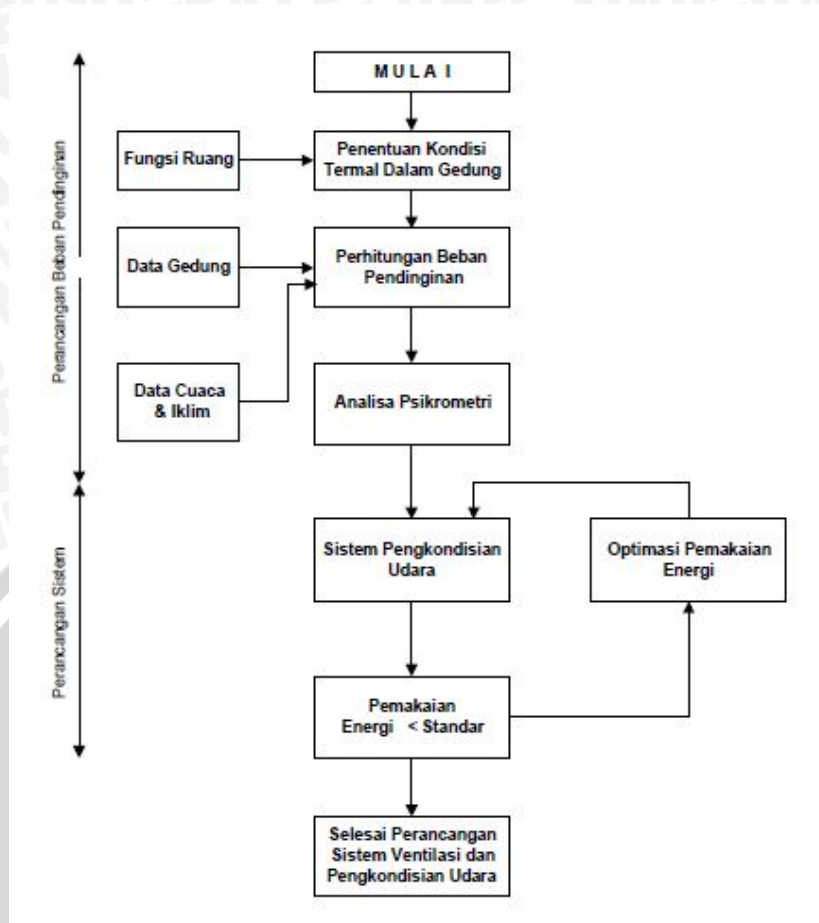 M U L A I
Fungsi Ruang
Penentuan Kondisi
Termal Dalam Gedung
Data Gedung
Perhitungan Beban
Pendinginan
Data Cuaca
& Iklim
Analisa Psikrometri
Perancangan Beban Pendinginan
Sistem Pengkondisian
Udara
Optimasi Pemakaian
Energi
Pemakaian
Energi < Standar
Perancangan Sistem
Selesai Perancangan
Sistem Ventilasi dan
Pengkondisian Udara